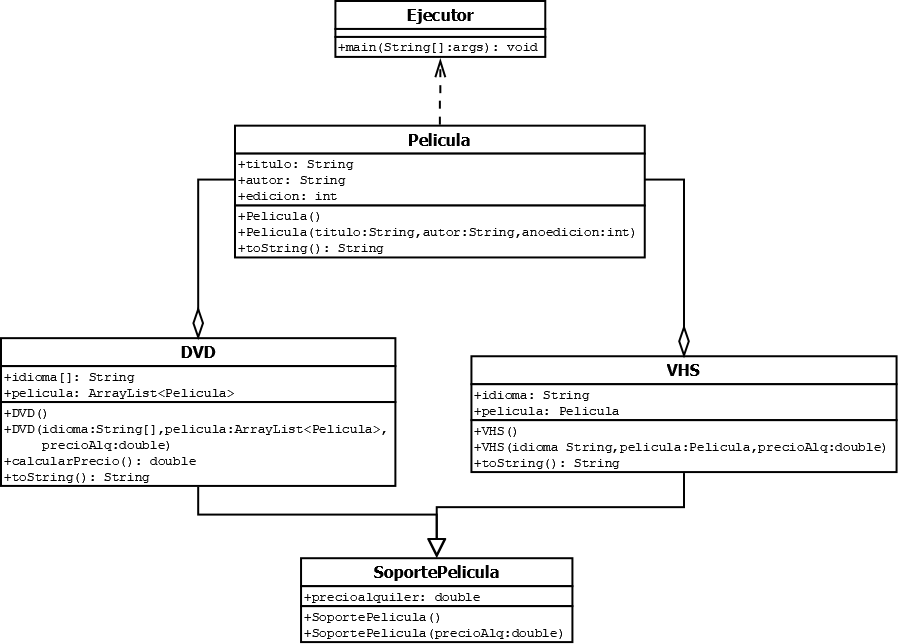 Ejecutor
+main(String[]:args): void
Pelicula
+titulo: String
+autor: String
+edicion: int
+Pelicula()
+Pelicula(titulo:String,autor:String,anoedicion:int)
+toString(): String
DVD
+idioma[]: String
+pelicula: ArrayList<Pelicula>
+DVD()
+DVD(idioma:String[],pelicula:ArrayList<Pelicula>,
precioAlq:double)
+calcularPrecio(): double
+toString(): String
VHS
+idioma: String
+pelicula: Pelicula
+VHS()
+VHS(idioma String,pelicula:Pelicula,precioAlq:double)
+toString(): String
SoportePelicula
+precioalquiler: double
+SoportePelicula()
+SoportePelicula(precioAlq:double)